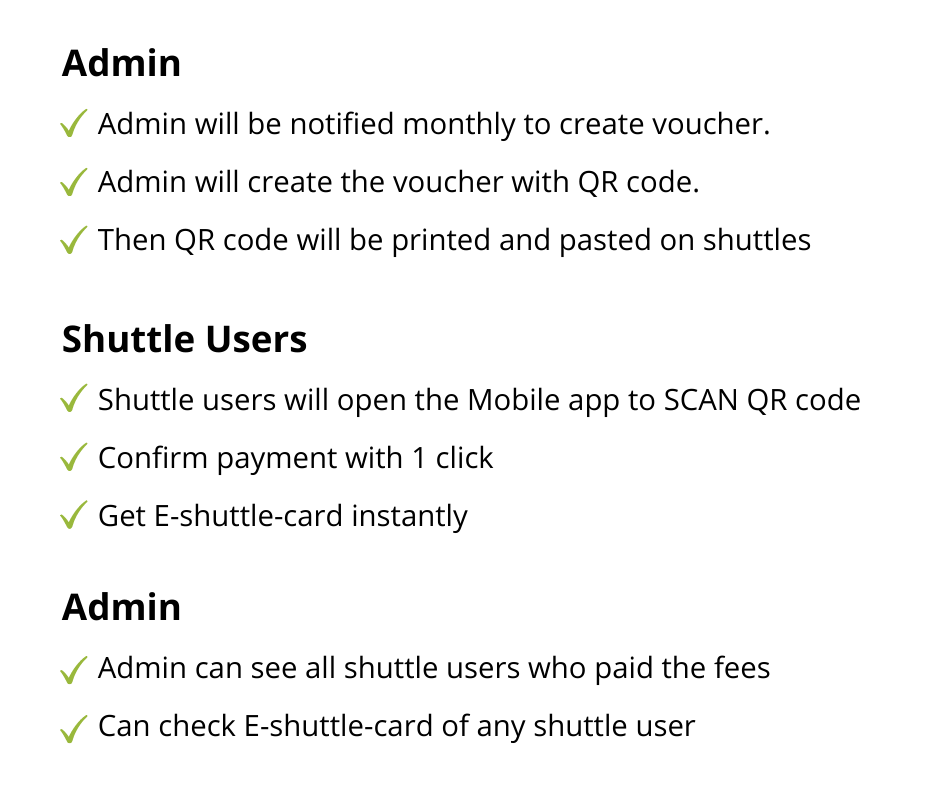 Admin
Admin will be notified monthly to create voucher.
Admin will create the voucher with QR code.
Then QR code will be printed and pasted on shuttles
Shuttle Users
Shuttle users will open the Mobile app to SCAN QR code
Confirm payment with 1 click
Get E-shuttle-card instantly
Admin
Admin can see all shuttle users who paid the fees
Can check E-shuttle-card of any shuttle user